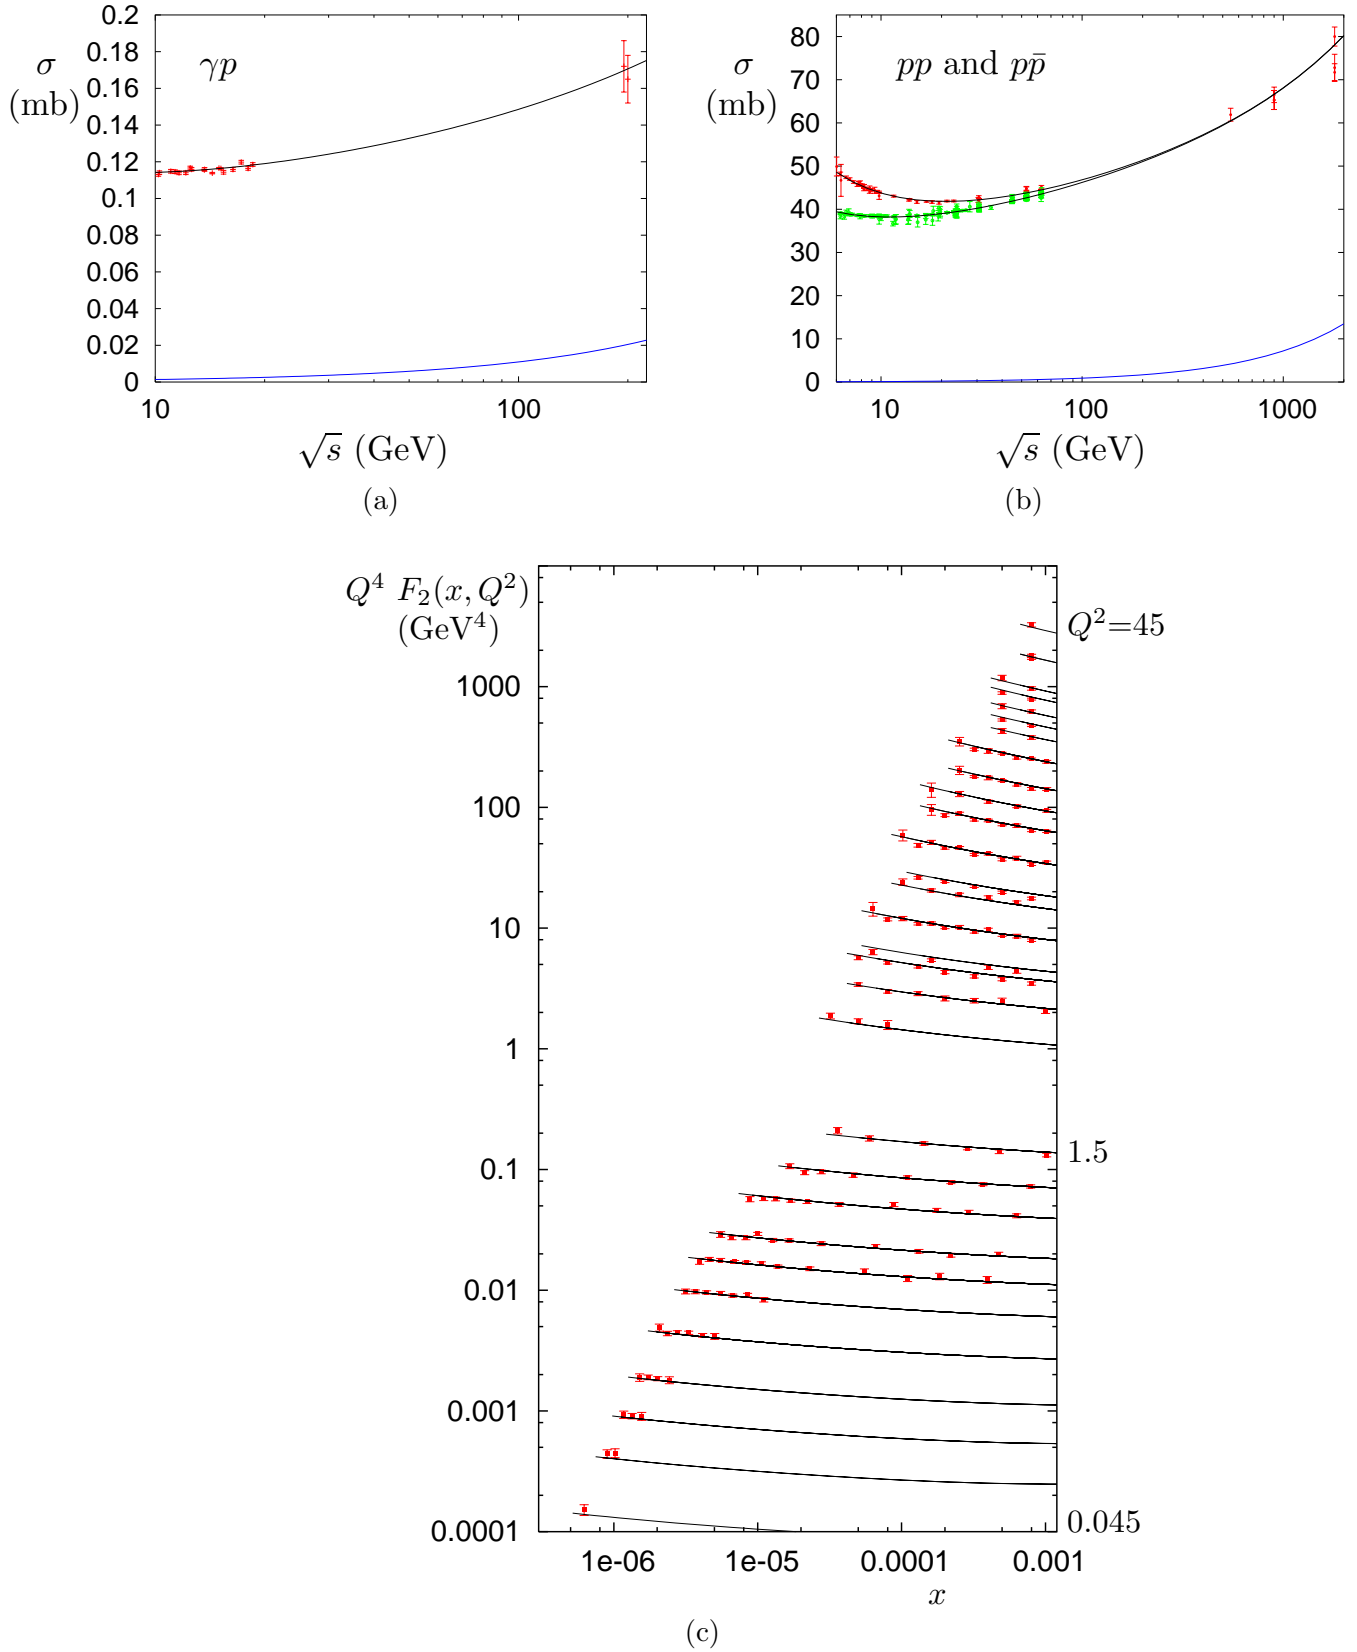 0.2
0.18
0.16
0.14
0.12
0.1
0.08
0.06
0.04
0.02
0
σ
(mb)
γp
10 100
√s (GeV)
(a)
80
70
60
50
40
30
20
10
0
σ
(mb)
pp and pp̄
10 100 1000
√s (GeV)
(b)
Q⁴ F₂(x, Q²)
(GeV⁴)
Q²=45
1000
100
10
1
1.5
0.1
0.01
0.001
0.0001
0.045
1e-06 1e-05 0.0001 0.001
x
(c)